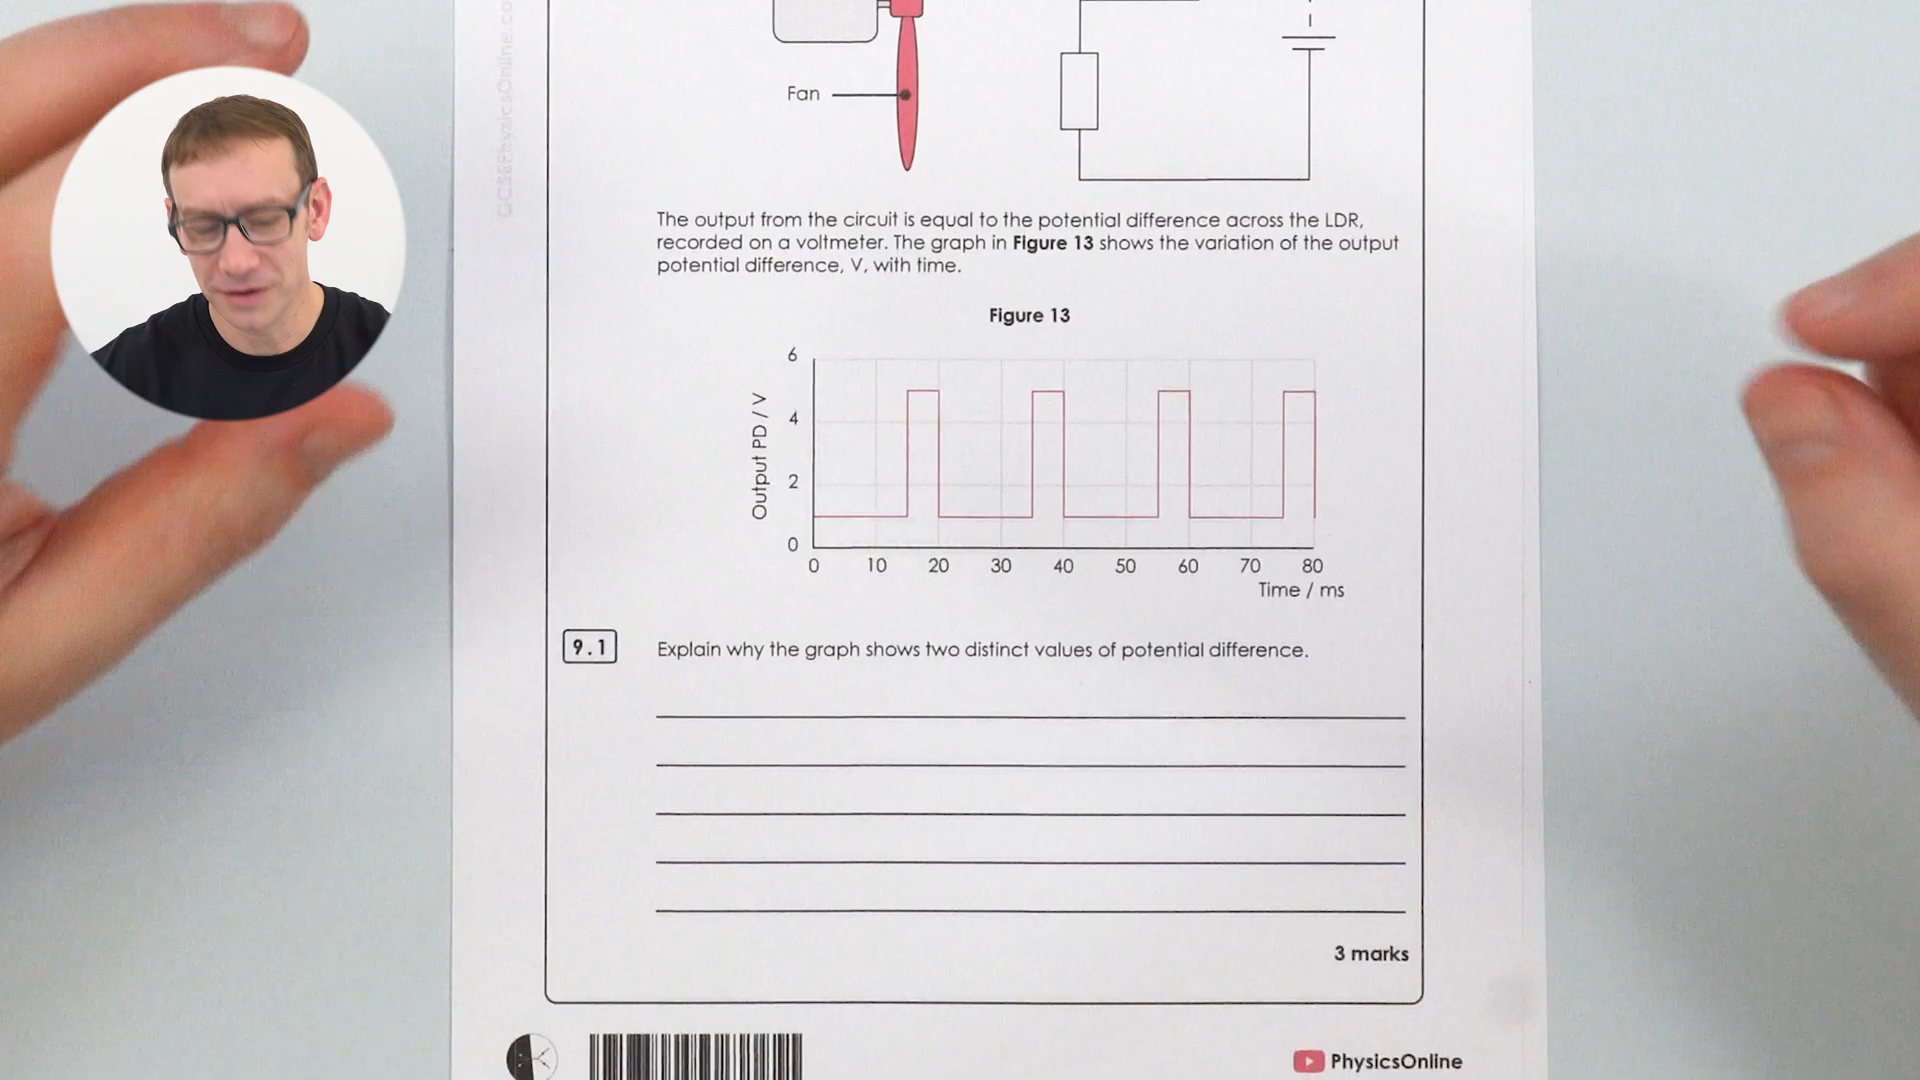 GCSEPhysicsOnline.co
Fan
The output from the circuit is equal to the potential difference across the LDR,
recorded on a voltmeter. The graph in Figure 13 shows the variation of the output
potential difference, V, with time.
Figure 13
Output PD / V
6
4
2
0
0 10 20 30 40 50 60 70 80
Time / ms
9.1 Explain why the graph shows two distinct values of potential difference.
3 marks
PhysicsOnline